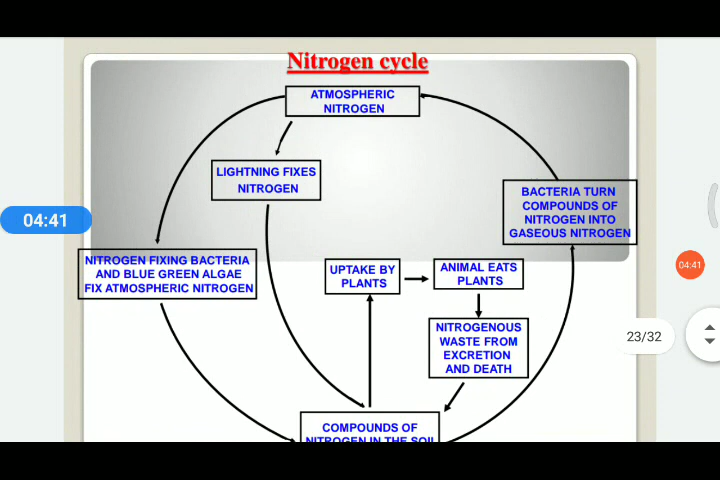 Nitrogen cycle
ATMOSPHERIC
NITROGEN
LIGHTNING FIXES
NITROGEN
BACTERIA TURN
COMPOUNDS OF
NITROGEN INTO
GASEOUS NITROGEN
04:41
NITROGEN FIXING BACTERIA
AND BLUE GREEN ALGAE
FIX ATMOSPHERIC NITROGEN
UPTAKE BY
PLANTS
ANIMAL EATS
PLANTS
04:41
NITROGENOUS
WASTE FROM
EXCRETION
AND DEATH
23/32
COMPOUNDS OF
NITROGEN IN THE SOIL